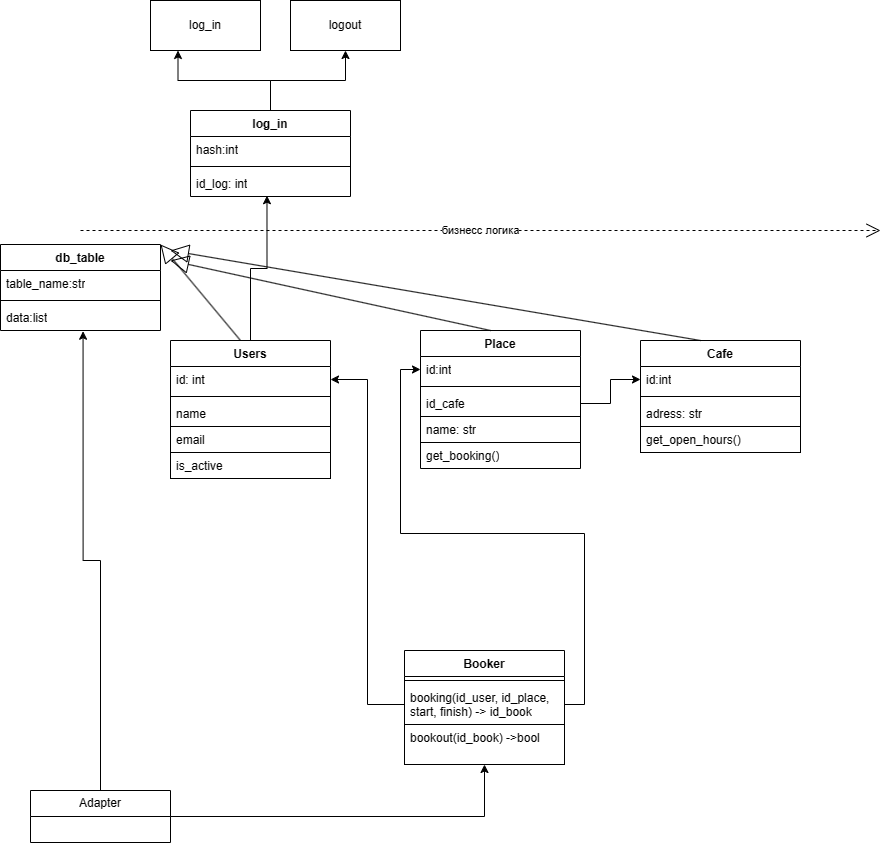 log_in
logout
log_in
hash:int
id_log: int
бизнесс логика
db_table
table_name:str
data:list
Users
id: int
name
email
is_active
Place
id:int
id_cafe
name: str
get_booking()
Cafe
id:int
adress: str
get_open_hours()
Booker
booking(id_user, id_place,
start, finish) -> id_book
bookout(id_book) ->bool
Adapter